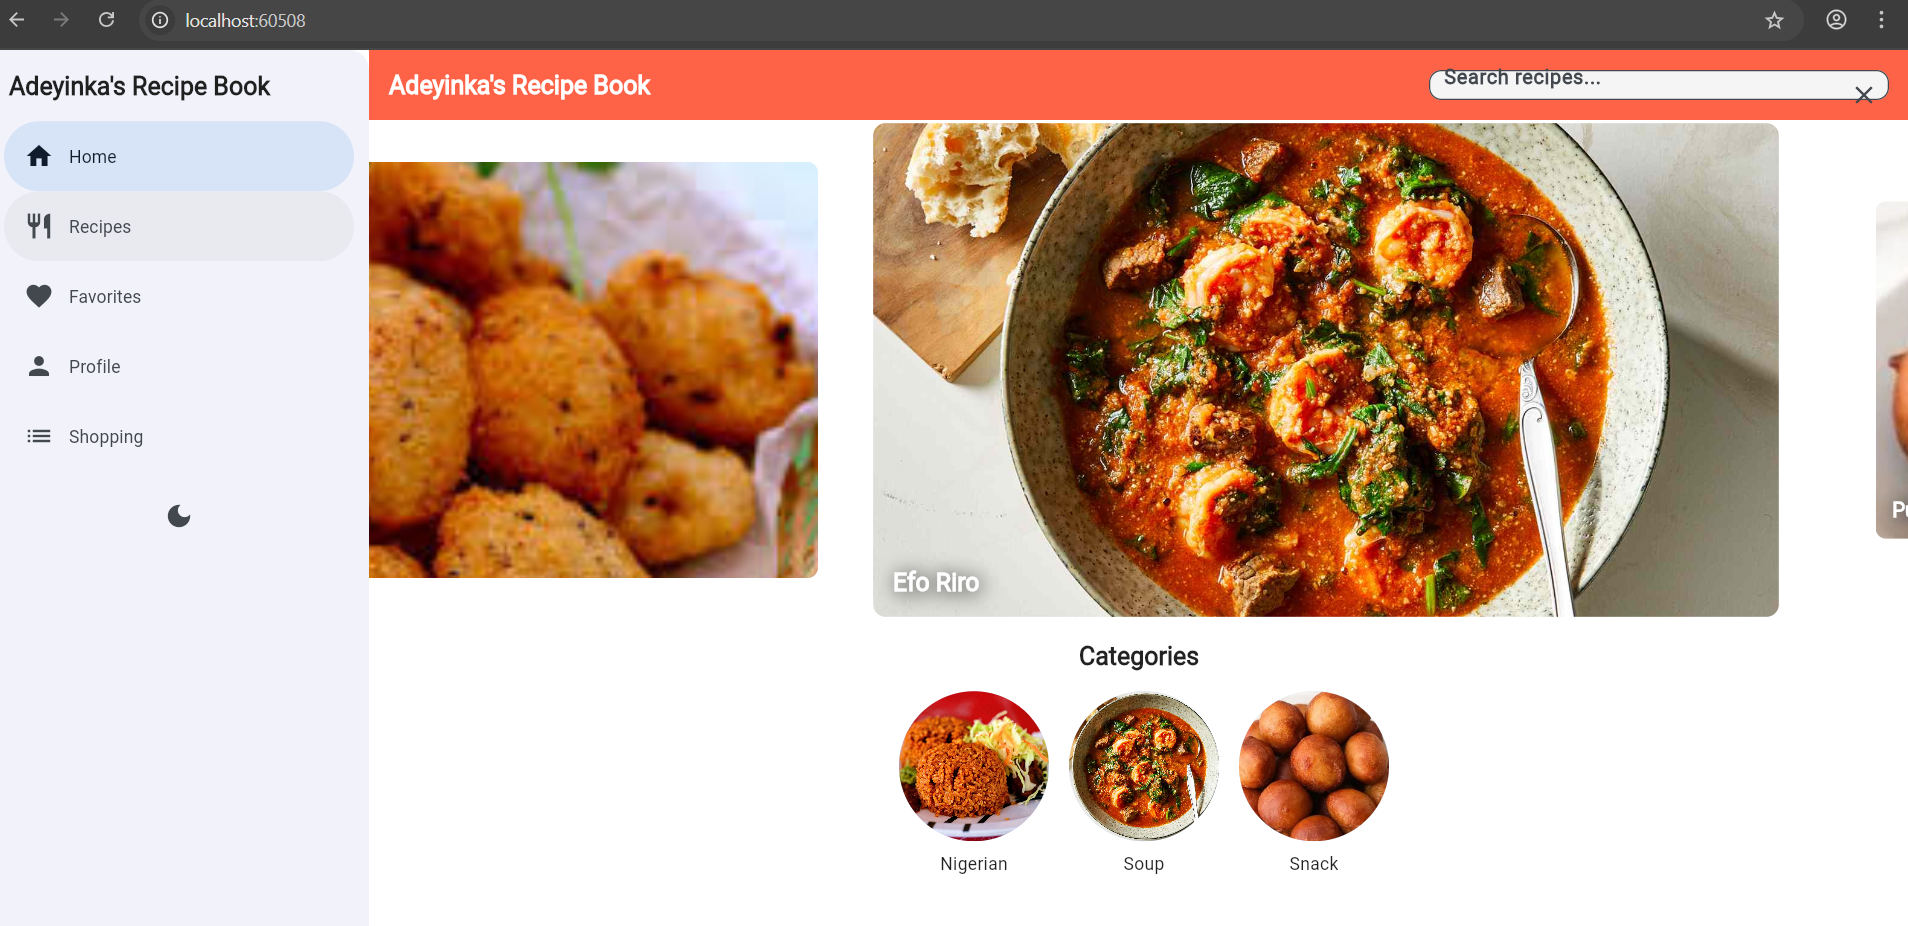 localhost:60508
Adeyinka's Recipe Book
Home
Recipes
Favorites
Profile
Shopping
Adeyinka's Recipe Book
Search recipes...
Efo Riro
Categories
Nigerian
Soup
Snack